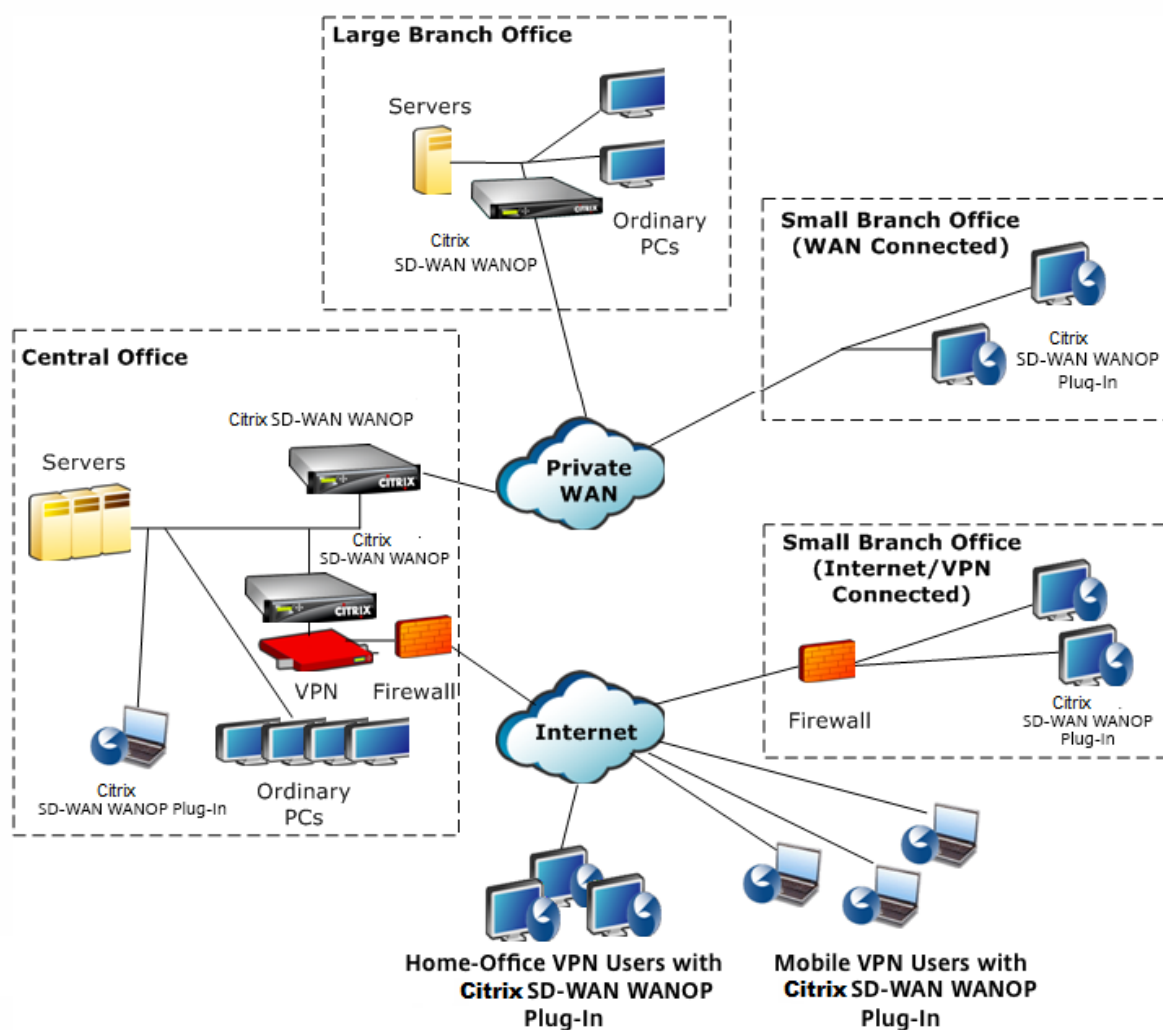 Large Branch Office
Servers
CITRIX
Citrix
SD-WAN WANOP
Ordinary
PCs
Small Branch Office
(WAN Connected)
Citrix
SD-WAN WANOP
Plug-In
Central Office
Citrix SD-WAN WANOP
Servers
CITRIX
Private
WAN
Citrix
SD-WAN WANOP
CITRIX
VPN
Firewall
Citrix
SD-WAN WANOP Plug-In
Ordinary
PCs
Small Branch Office
(Internet/VPN
Connected)
Firewall
Citrix
SD-WAN WANOP
Plug-In
Internet
Home-Office VPN Users with
Citrix SD-WAN WANOP
Plug-In
Mobile VPN Users with
Citrix SD-WAN WANOP
Plug-In